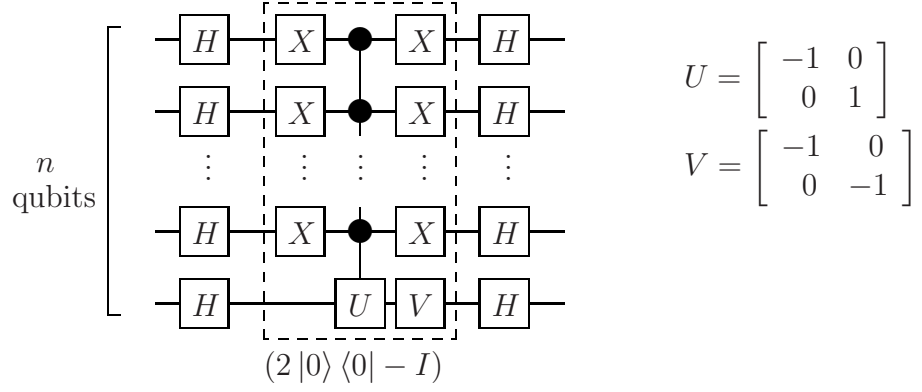 H X X H
H X X H
⋮ ⋮ ⋮ ⋮ ⋮
H X X H
H U V H
n
qubits
(2 |0⟩ ⟨0| − I)
U = [ −1 0
0 1 ]
V = [ −1 0
0 −1 ]